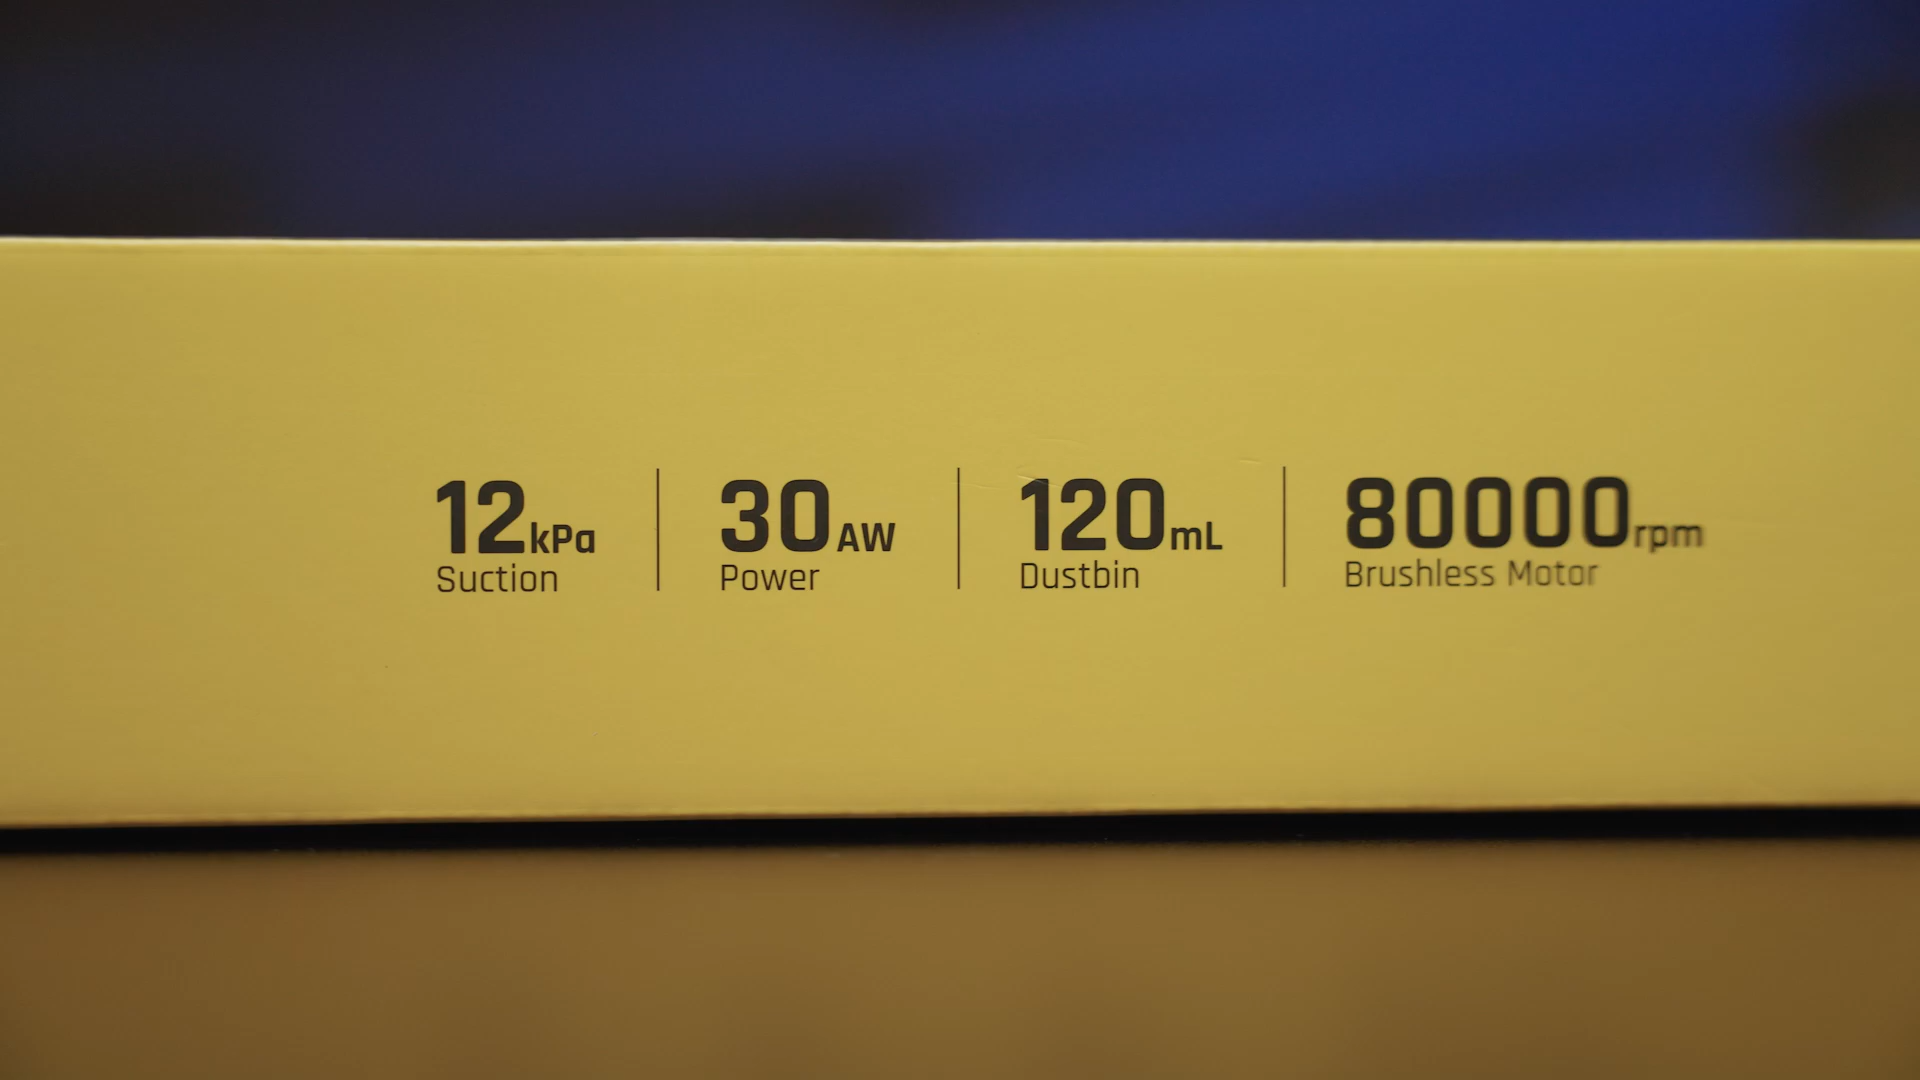 12kPa
Suction
30AW
Power
120mL
Dustbin
80000rpm
Brushless Motor